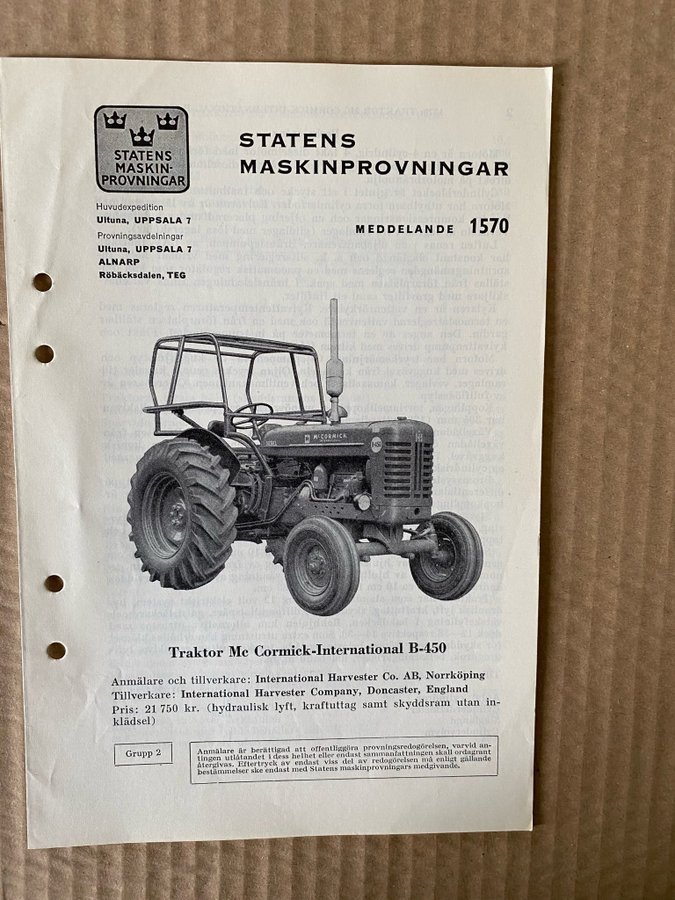 STATENS
MASKIN-
PROVNINGAR
STATENS
MASKINPROVNINGAR
Huvudexpedition
Ultuna, UPPSALA 7
Provningsavdelningar
Ultuna, UPPSALA 7
ALNARP
Röbäcksdalen, TEG
MEDDELANDE 1570
McCORMICK
Traktor Mc Cormick-International B-450
Anmälare och tillverkare: International Harvester Co. AB, Norrköping
Tillverkare: International Harvester Company, Doncaster, England
Pris: 21 750 kr. (hydraulisk lyft, kraftuttag samt skyddsram utan in-
klädsel)
Grupp 2
Anmälare är berättigad att offentliggöra provningsredogörelsen, varvid an-
tingen utlåtandet i dess helhet eller endast sammanfattningen skall ordagrant
återgivas. Eftertryck av endast viss del av redogörelsen må enligt gällande
bestämmelser ske endast med Statens maskinprovningars medgivande.